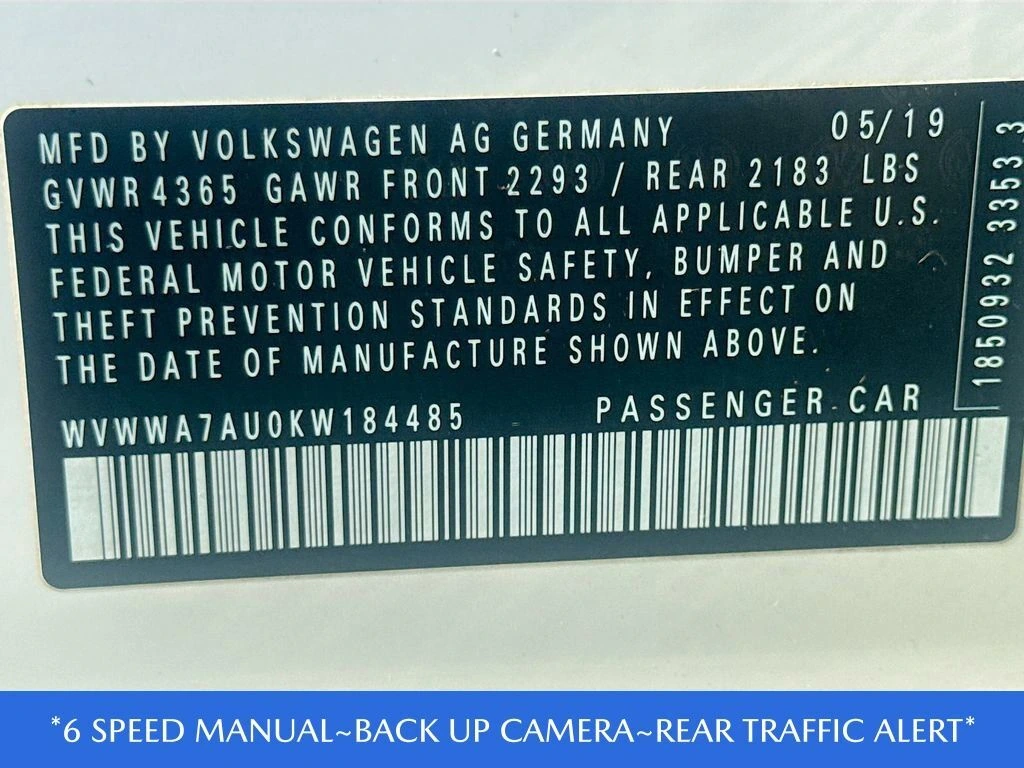 MFD BY VOLKSWAGEN AG GERMANY 05/19
GVWR 4365 GAWR FRONT 2293 / REAR 2183 LBS
THIS VEHICLE CONFORMS TO ALL APPLICABLE U.S.
FEDERAL MOTOR VEHICLE SAFETY, BUMPER AND
THEFT PREVENTION STANDARDS IN EFFECT ON
THE DATE OF MANUFACTURE SHOWN ABOVE.
WVWWA7AU0KW184485 PASSENGER CAR
1850932 3353 3
*6 SPEED MANUAL~BACK UP CAMERA~REAR TRAFFIC ALERT*